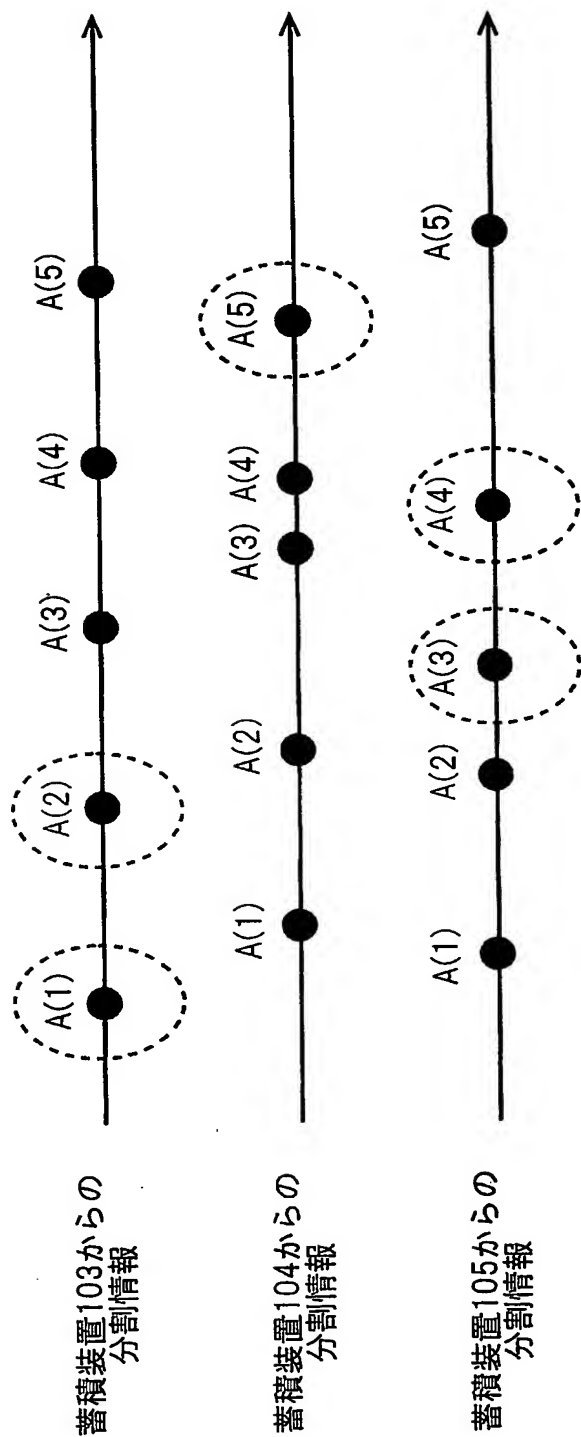 蓄積装置103からの
分割情報
A(1)
A(2)
A(3)
A(4)
A(5)
蓄積装置104からの
分割情報
A(1)
A(2)
A(3)
A(4)
A(5)
蓄積装置105からの
分割情報
A(1)
A(2)
A(3)
A(4)
A(5)